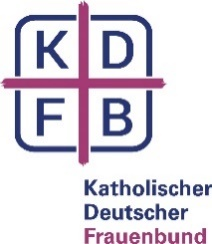 K D
F B
Katholischer
Deutscher
Frauenbund